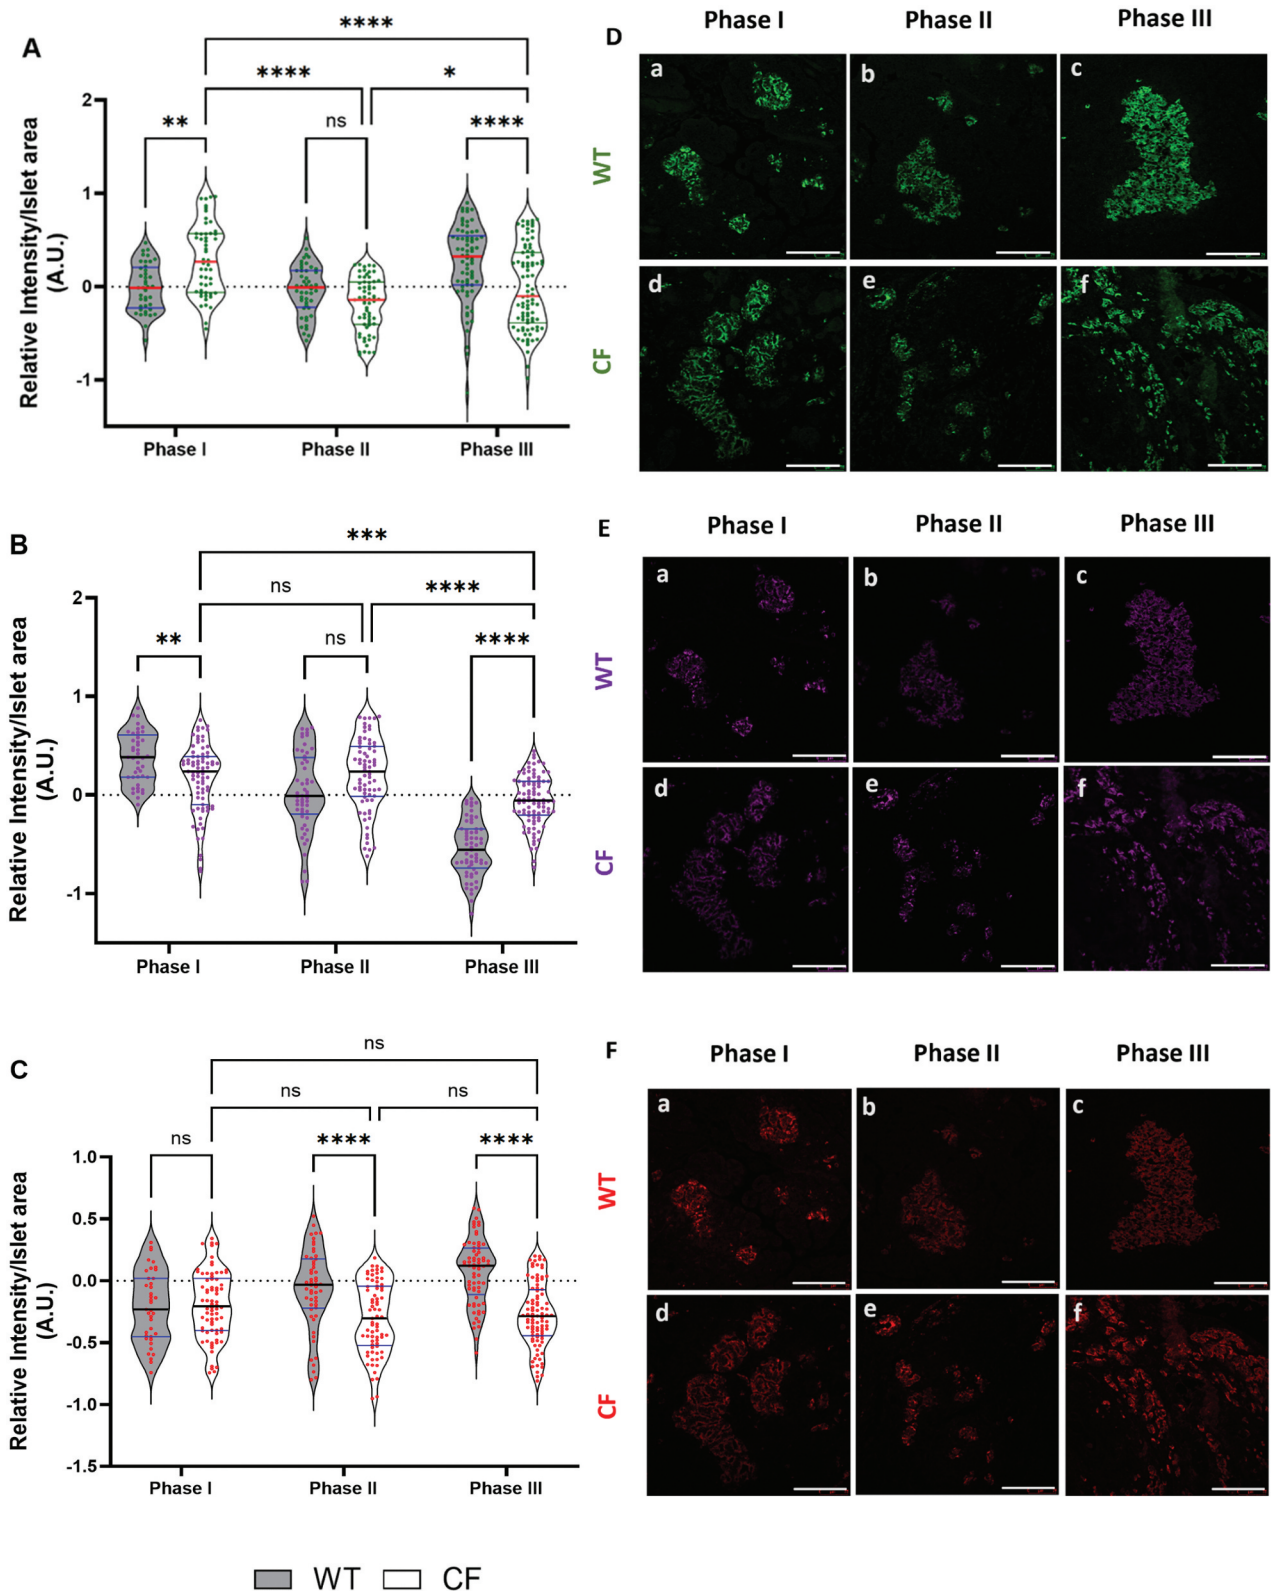 A
****
****
*
**
ns
****
2
1
0
-1
Relative Intensity/Islet area
(A.U.)
Phase I
Phase II
Phase III
D
Phase I
Phase II
Phase III
WT
a
b
c
CF
d
e
f
B
***
ns
****
**
ns
****
2
1
0
-1
Relative Intensity/Islet area
(A.U.)
Phase I
Phase II
Phase III
E
Phase I
Phase II
Phase III
WT
a
b
c
CF
d
e
f
C
ns
ns
ns
ns
****
****
1.0
0.5
0.0
-0.5
-1.0
-1.5
Relative Intensity/Islet area
(A.U.)
Phase I
Phase II
Phase III
F
Phase I
Phase II
Phase III
WT
a
b
c
CF
d
e
f
WT
CF